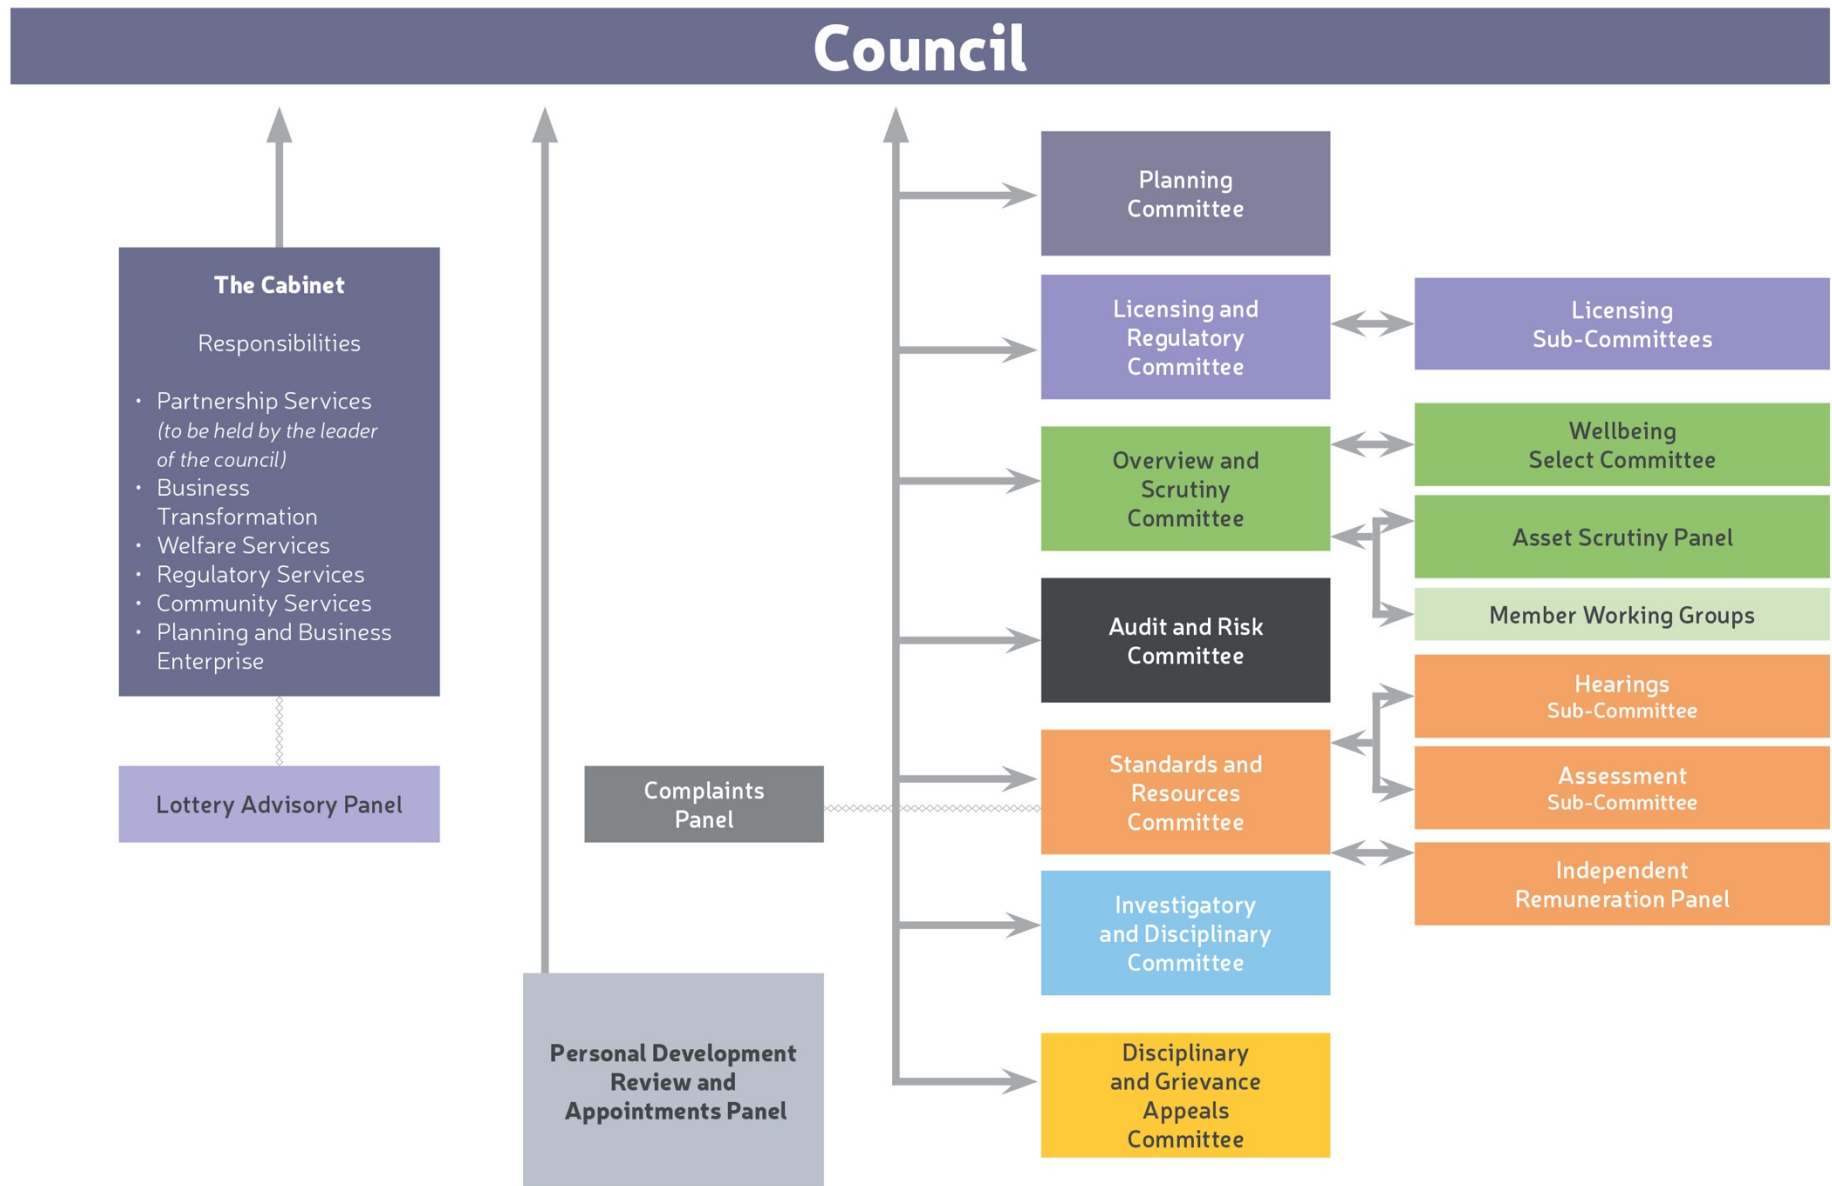 Council
The Cabinet
Responsibilities
• Partnership Services
(to be held by the leader
of the council)
• Business
Transformation
• Welfare Services
• Regulatory Services
• Community Services
• Planning and Business
Enterprise
Lottery Advisory Panel
Personal Development
Review and
Appointments Panel
Complaints
Panel
Planning
Committee
Licensing and
Regulatory
Committee
Overview and
Scrutiny
Committee
Audit and Risk
Committee
Standards and
Resources
Committee
Investigatory
and Disciplinary
Committee
Disciplinary
and Grievance
Appeals
Committee
Licensing
Sub-Committees
Wellbeing
Select Committee
Asset Scrutiny Panel
Member Working Groups
Hearings
Sub-Committee
Assessment
Sub-Committee
Independent
Remuneration Panel